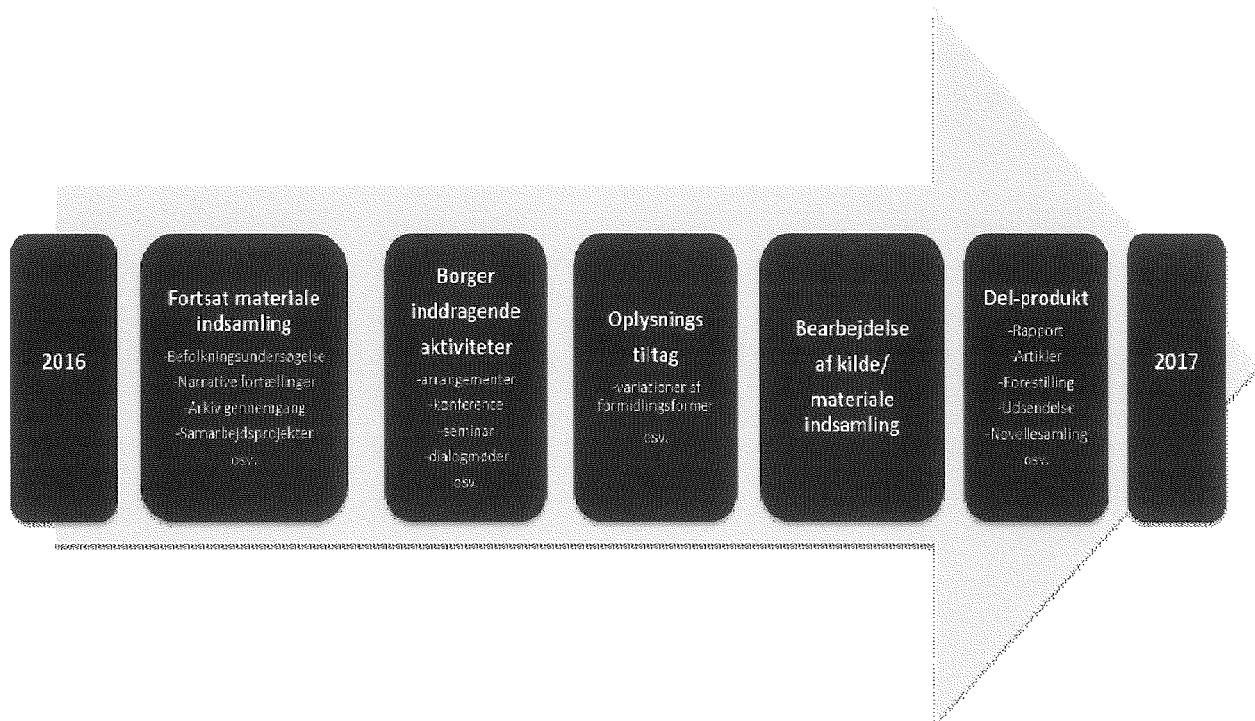 2016
Fortsat materiale
indsamling
-Befolkningsundersøgelse
-Narrative fortællinger
-Arkiv gennemgang
-Samarbejdsprojekter
osv.
Borger
inddragende
aktiviteter
-arrangementer
-konference
-seminar
-dialogmøder
osv.
Oplysnings
tiltag
-variationer af
formidlingsformer
osv.
Bearbejdelse
af kilde/
materiale
indsamling
Del-produkt
-Rapport
-Artikler
-Forestilling
-Udsendelse
-Novellesamling
osv.
2017